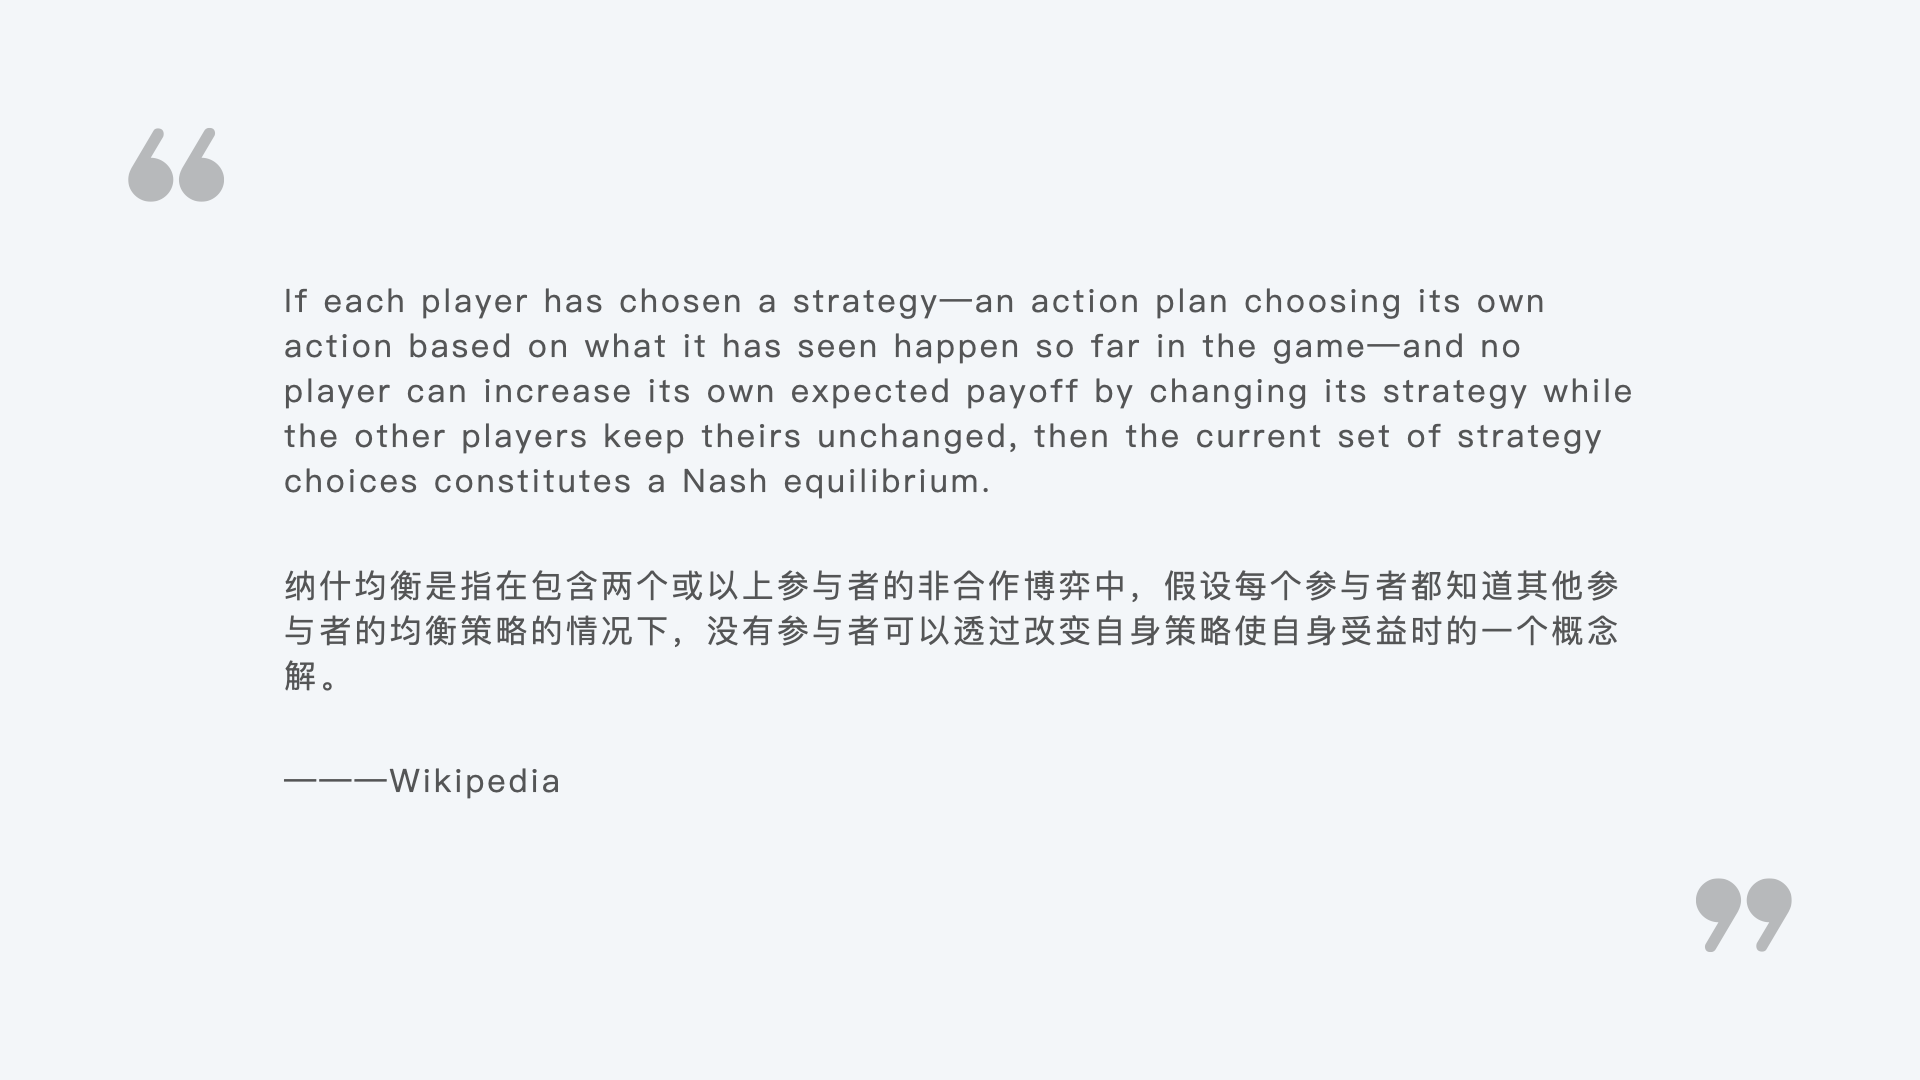 “
If each player has chosen a strategy—an action plan choosing its own
action based on what it has seen happen so far in the game—and no
player can increase its own expected payoff by changing its strategy while
the other players keep theirs unchanged, then the current set of strategy
choices constitutes a Nash equilibrium.
纳什均衡是指在包含两个或以上参与者的非合作博弈中，假设每个参与者都知道其他参
与者的均衡策略的情况下，没有参与者可以透过改变自身策略使自身受益时的一个概念
解。
———Wikipedia
”